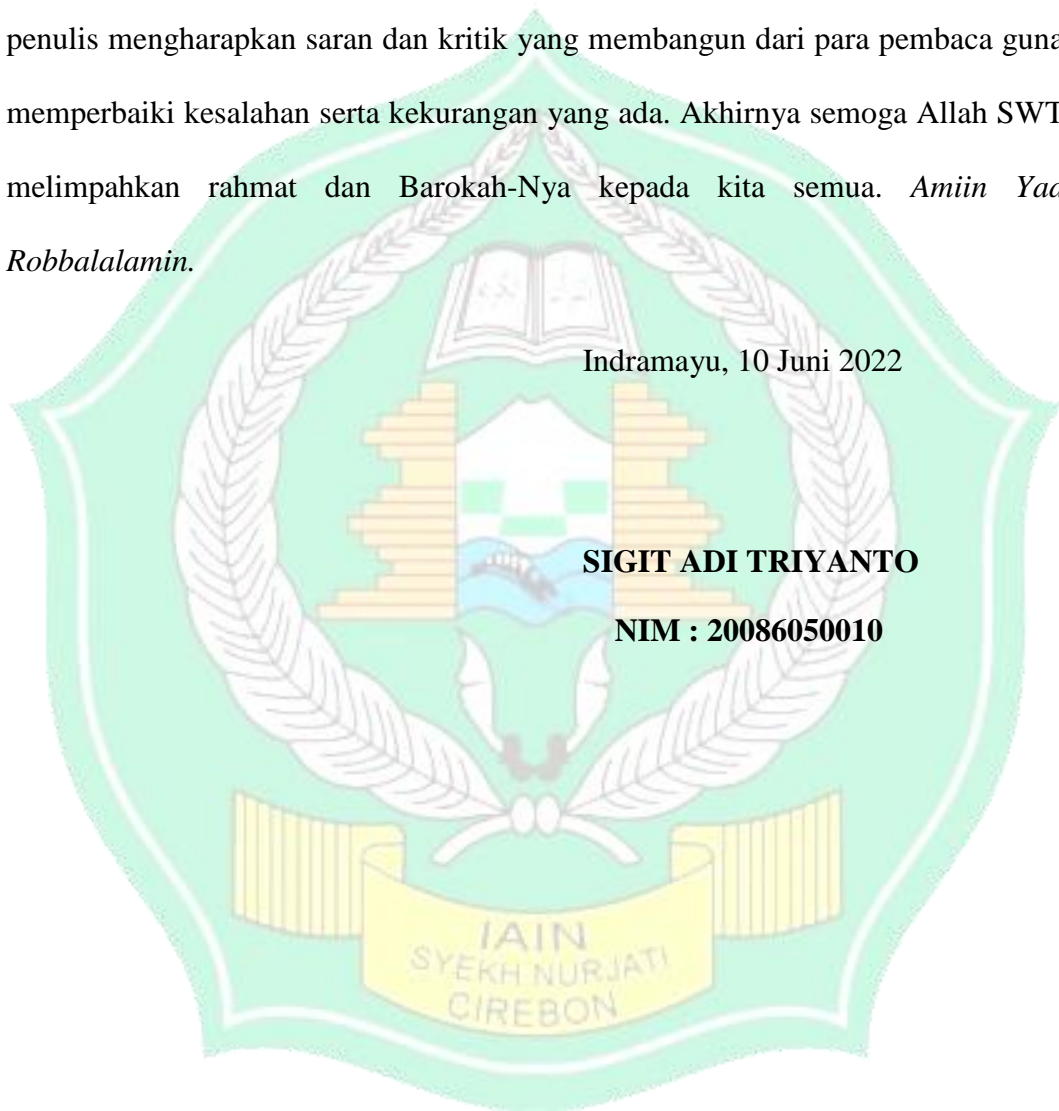 penulis mengharapkan saran dan kritik yang membangun dari para pembaca guna
memperbaiki kesalahan serta kekurangan yang ada. Akhirnya semoga Allah SWT
melimpahkan rahmat dan Barokah-Nya kepada kita semua. Amiin Yaa
Robbalalamin.
Indramayu, 10 Juni 2022
SIGIT ADI TRIYANTO
NIM : 20086050010
IAIN
SYEKH NURJATI
CIREBON